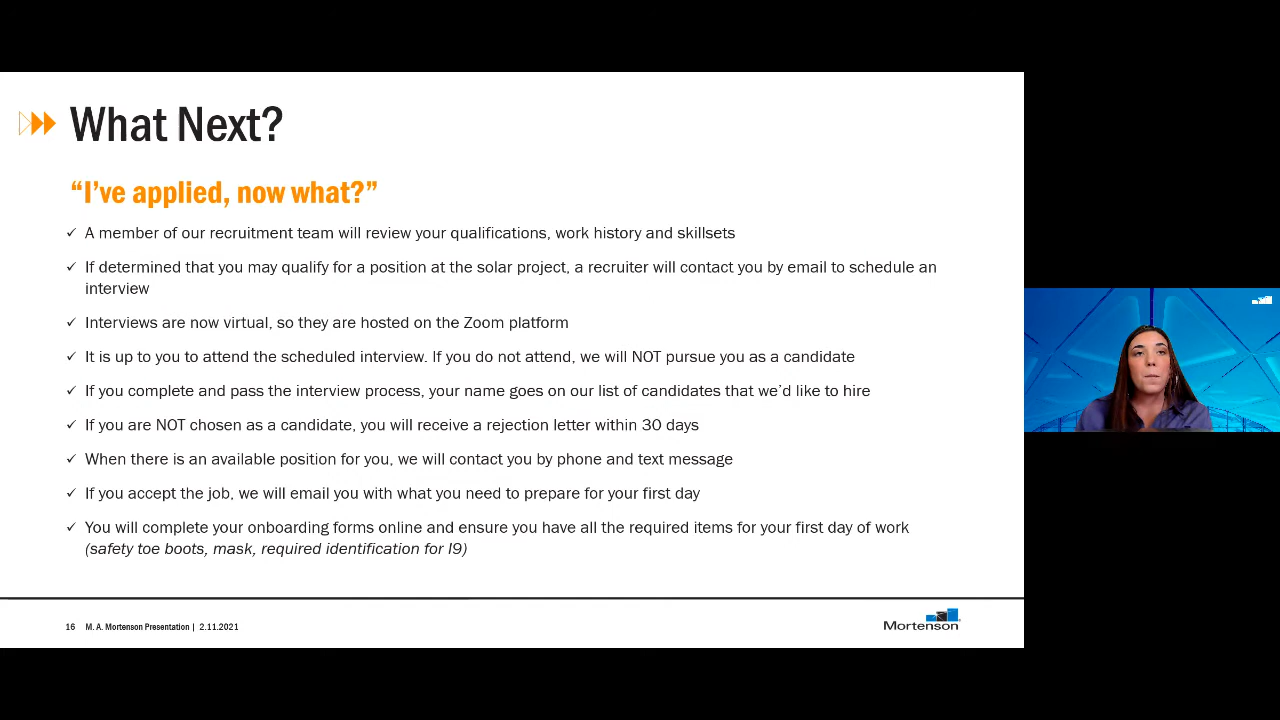 What Next?
“I’ve applied, now what?”
✓ A member of our recruitment team will review your qualifications, work history and skillsets
✓ If determined that you may qualify for a position at the solar project, a recruiter will contact you by email to schedule an
interview
✓ Interviews are now virtual, so they are hosted on the Zoom platform
✓ It is up to you to attend the scheduled interview. If you do not attend, we will NOT pursue you as a candidate
✓ If you complete and pass the interview process, your name goes on our list of candidates that we’d like to hire
✓ If you are NOT chosen as a candidate, you will receive a rejection letter within 30 days
✓ When there is an available position for you, we will contact you by phone and text message
✓ If you accept the job, we will email you with what you need to prepare for your first day
✓ You will complete your onboarding forms online and ensure you have all the required items for your first day of work
(safety toe boots, mask, required identification for I9)
16 M. A. Mortenson Presentation | 2.11.2021
Mortenson